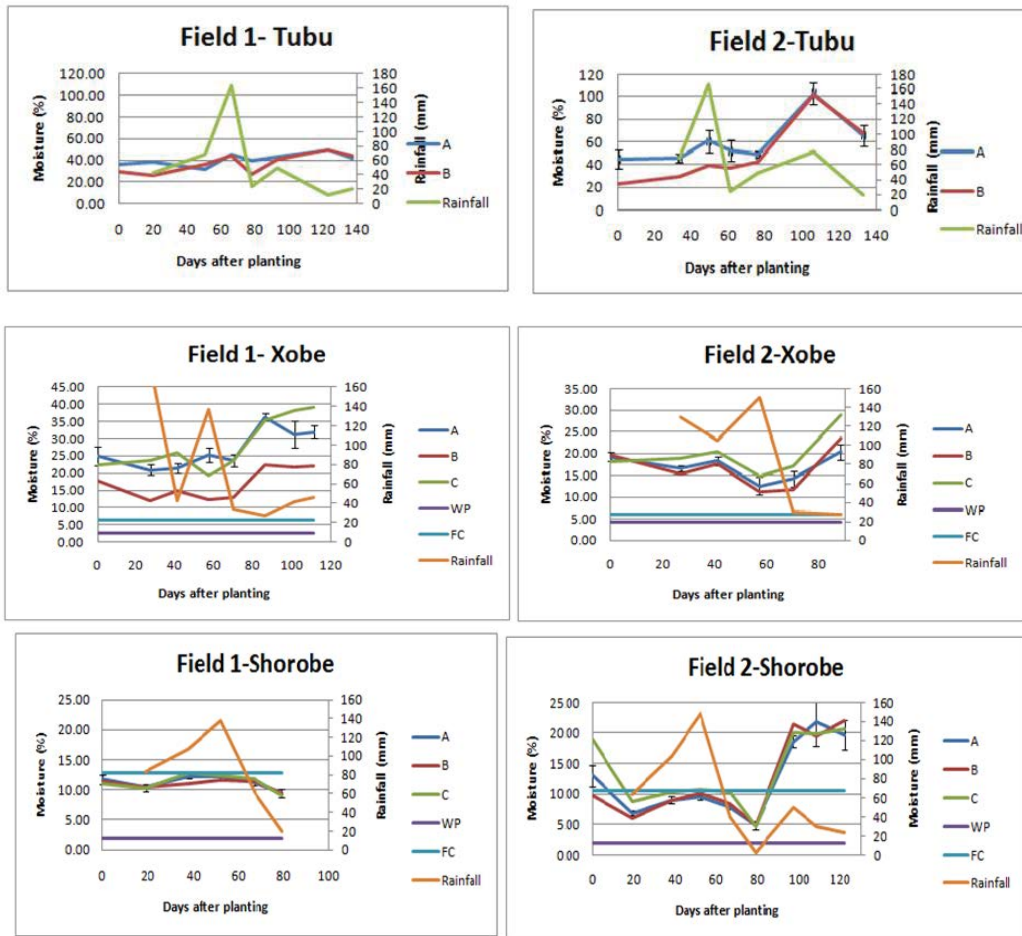 Field 1- Tubu
Moisture (%)
120.00
100.00
80.00
60.00
40.00
20.00
0.00
180
160
140
120
100
80
60
40
20
0
Rainfall (mm)
0 20 40 60 80 100 120 140
Days after planting
A
B
Rainfall
Field 2-Tubu
Moisture (%)
120
100
80
60
40
20
0
180
160
140
120
100
80
60
40
20
0
Rainfall (mm)
0 20 40 60 80 100 120 140
Days after planting
A
B
Rainfall
Field 1- Xobe
Moisture (%)
45.00
40.00
35.00
30.00
25.00
20.00
15.00
10.00
5.00
0.00
160
140
120
100
80
60
40
20
0
Rainfall (mm)
0 20 40 60 80 100 120
Days after planting
A
B
C
WP
FC
Rainfall
Field 2-Xobe
Moisture (%)
35.00
30.00
25.00
20.00
15.00
10.00
5.00
0.00
160
140
120
100
80
60
40
20
0
Rainfall (mm)
0 20 40 60 80
Days after planting
A
B
C
WP
FC
Rainfall
Field 1-Shorobe
Moisture (%)
25.00
20.00
15.00
10.00
5.00
0.00
160
140
120
100
80
60
40
20
0
Rainfall (mm)
0 20 40 60 80 100
Days after planting
A
B
C
WP
FC
Rainfall
Field 2-Shorobe
Moisture (%)
25.00
20.00
15.00
10.00
5.00
0.00
160
140
120
100
80
60
40
20
0
Moisture (mm)
0 20 40 60 80 100 120
Days after planting
A
B
C
WP
FC
Rainfall